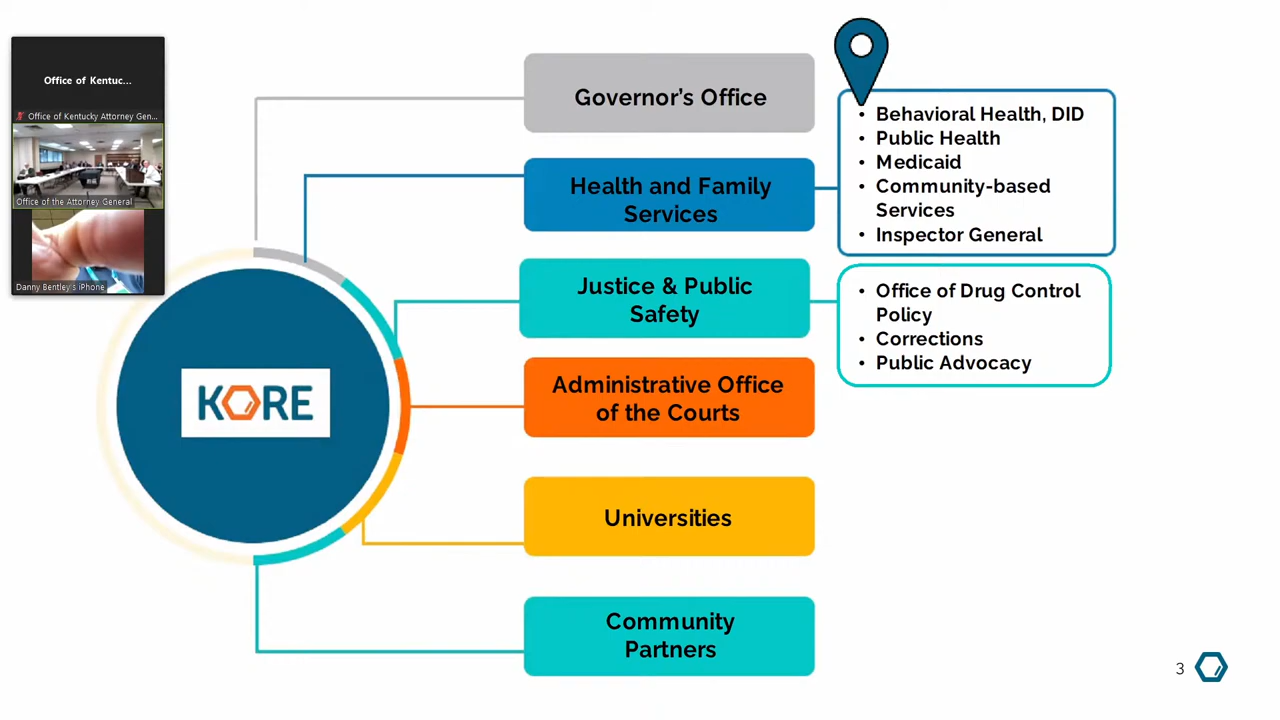 Office of Kentuc...
Office of Kentucky Attorney Gen...
Office of the Attorney General
Danny Bentley's iPhone
KORE
Governor's Office
Health and Family
Services
• Behavioral Health, DID
• Public Health
• Medicaid
• Community-based
Services
• Inspector General
Justice & Public
Safety
• Office of Drug Control
Policy
• Corrections
• Public Advocacy
Administrative Office
of the Courts
Universities
Community
Partners
3